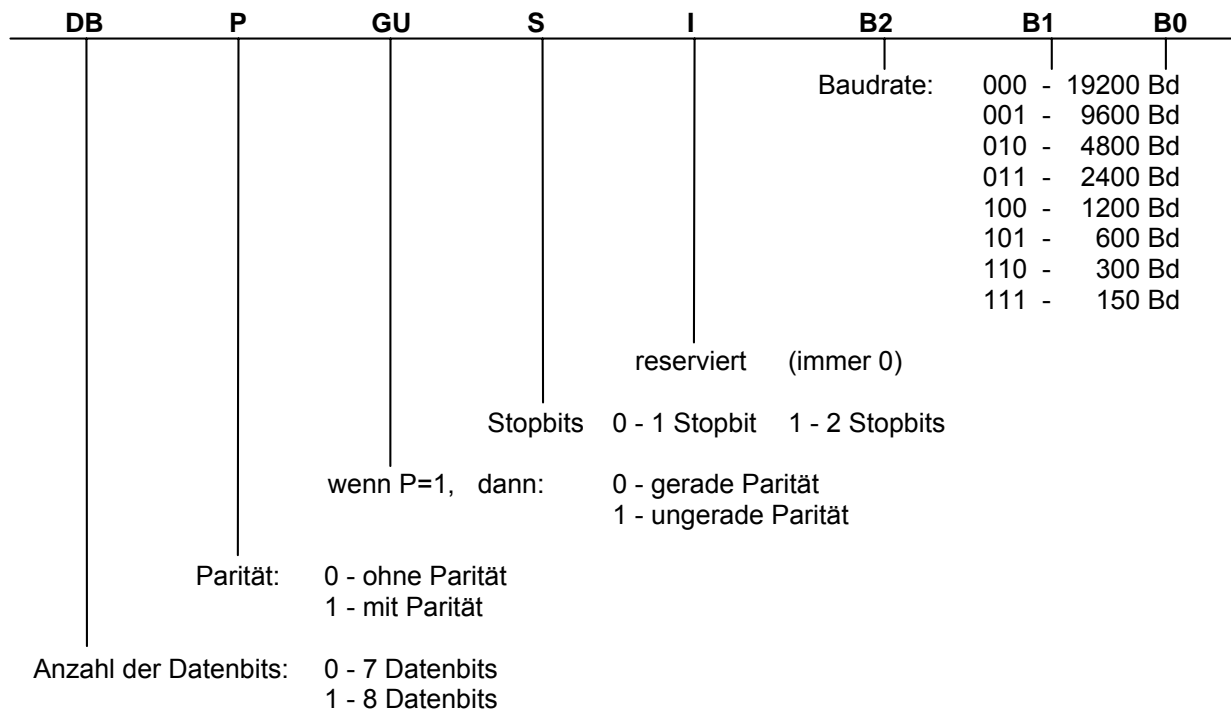 DB P GU S I B2 B1 B0
Baudrate: 000 - 19200 Bd
001 - 9600 Bd
010 - 4800 Bd
011 - 2400 Bd
100 - 1200 Bd
101 - 600 Bd
110 - 300 Bd
111 - 150 Bd
reserviert (immer 0)
Stopbits 0 - 1 Stopbit 1 - 2 Stopbits
wenn P=1, dann: 0 - gerade Parität
1 - ungerade Parität
Parität: 0 - ohne Parität
1 - mit Parität
Anzahl der Datenbits: 0 - 7 Datenbits
1 - 8 Datenbits